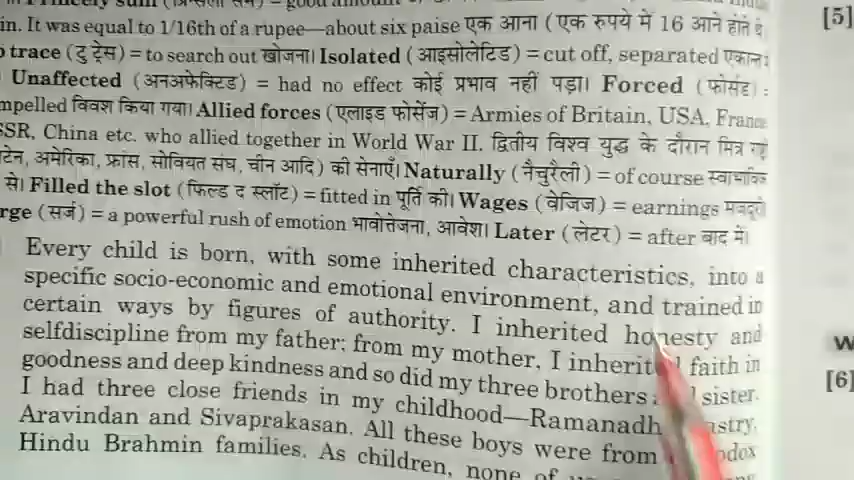 in. It was equal to 1/16th of a rupee—about six paise एक आना ( एक रुपये में 16 आने होते
[5]
trace (टु ट्रेस) = to search out खोजना। Isolated (आइसोलेटिड) = cut off, separated
Unaffected (अनअफेक्टिड) = had no effect कोई प्रभाव नहीं पड़ा। Forced (फोर्सड) :
mpelled विवश किया गया। Allied forces (एलाइड फोर्सेज) = Armies of Britain, USA, France
SSR, China etc. who allied together in World War II. द्वितीय विश्व युद्ध के दौरान मित्र
टेन, अमेरिका, फ्रांस, सोवियत संघ, चीन आदि) की सेनाएँ। Naturally (नैचुरैली) = of course
से। Filled the slot (फिल्ड द स्लॉट) = fitted in पूर्ति की। Wages (वेजिज) = earnings मजदूरी
rge (सर्ज) = a powerful rush of emotion भावोत्तेजना, आवेश। Later (लेटर) = after बाद में।
Every child is born, with some inherited characteristics, into a
specific socio-economic and emotional environment, and trained in
certain ways by figures of authority. I inherited honesty and
selfdiscipline from my father; from my mother, I inherit faith in
goodness and deep kindness and so did my three brothers sister.
I had three close friends in my childhood—Ramanadh astry,
Aravindan and Sivaprakasan. All these boys were from odox
Hindu Brahmin families. As children, none of
W
[6]